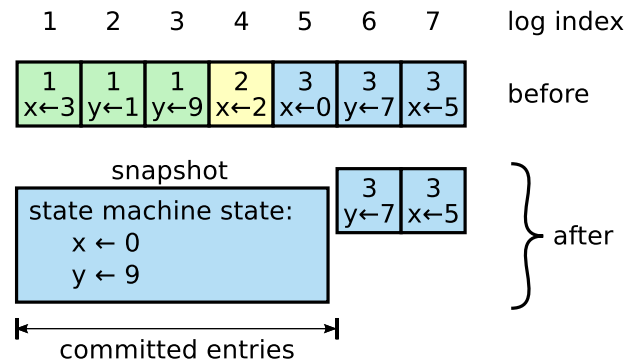 1 2 3 4 5 6 7 log index
1 1 1 2 3 3 3
x←3 y←1 y←9 x←2 x←0 y←7 x←5 before
snapshot
3 3
y←7 x←5
state machine state:
x ← 0
y ← 9
after
committed entries